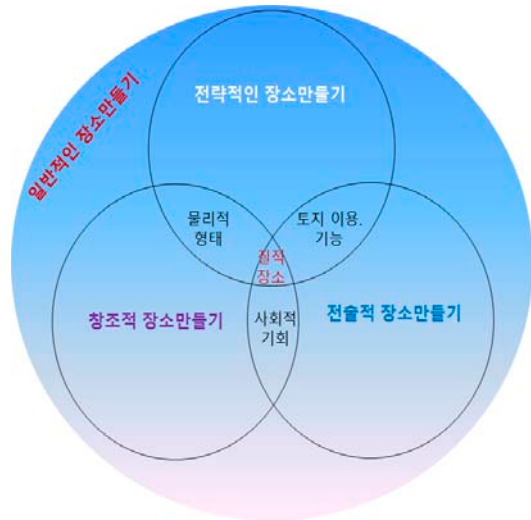 전략적인 장소만들기
일반적인 장소만들기
물리적
형태
토지 이용.
기능
질적
장소
창조적 장소만들기
사회적
기회
전술적 장소만들기